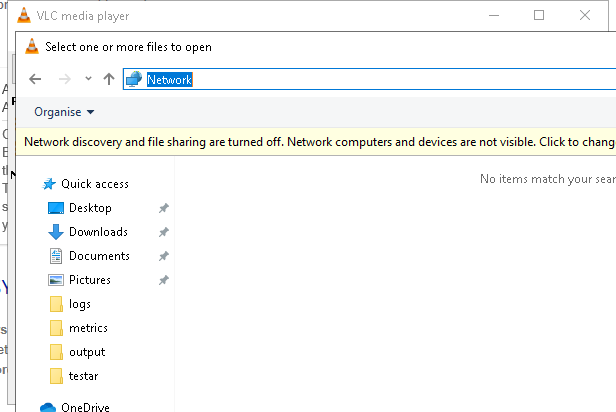 VLC media player
Select one or more files to open
Network
Organise
Network discovery and file sharing are turned off. Network computers and devices are not visible. Click to chang
Quick access
No items match your sear
Desktop
Downloads
Documents
Pictures
logs
metrics
output
testar
OneDrive